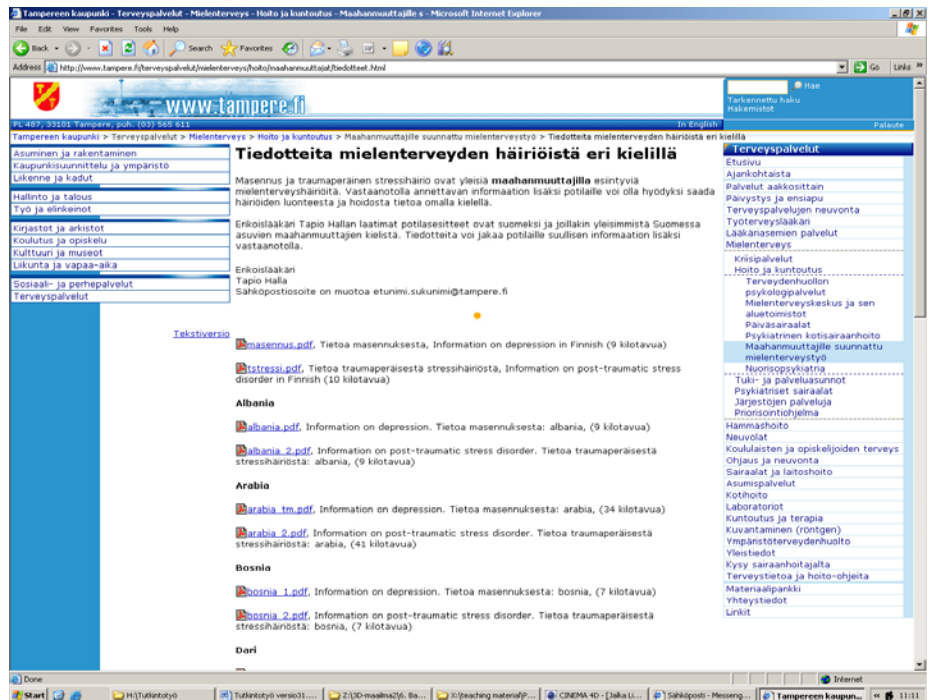 Tampereen kaupunki - Terveyspalvelut - Mielenterveys - Hoito ja kuntoutus - Maahanmuuttajille s - Microsoft Internet Explorer
File Edit View Favorites Tools Help
Back Search Favorites
Address http://www.tampere.fi/terveyspalvelut/mielenterveys/hoito/maahanmuuttajat/tiedotteet.html Go Links »
www.tampere.fi
Hae
Tarkennettu haku
Hakemistot
PL 487, 33101 Tampere, puh. (03) 565 611 In English Palaute
Tampereen kaupunki > Terveyspalvelut > Mielenterveys > Hoito ja kuntoutus > Maahanmuuttajille suunnattu mielenterveystyö > Tiedotteita mielenterveyden häiriöistä eri kielillä
Asuminen ja rakentaminen
Kaupunkisuunnittelu ja ympäristö
Liikenne ja kadut
Hallinto ja talous
Työ ja elinkeinot
Kirjastot ja arkistot
Koulutus ja opiskelu
Kulttuuri ja museot
Liikunta ja vapaa-aika
Sosiaali- ja perhepalvelut
Terveyspalvelut
Tekstiversio
Tiedotteita mielenterveyden häiriöistä eri kielillä
Masennus ja traumaperäinen stressihäiriö ovat yleisiä maahanmuuttajilla esiintyviä
mielenterveyshäiriöitä. Vastaanotolla annettavan informaation lisäksi potilaille voi olla hyödyksi saada
häiriöiden luonteesta ja hoidosta tietoa omalla kielellä.
Erikoislääkäri Tapio Hallan laatimat potilasesitteet ovat suomeksi ja joillakin yleisimmistä Suomessa
asuvien maahanmuuttajien kielistä. Tiedotteita voi jakaa potilaille suullisen informaation lisäksi
vastaanotolla.
Erikoislääkäri
Tapio Halla
Sähköpostiosoite on muotoa etunimi.sukunimi@tampere.fi
masennus.pdf, Tietoa masennuksesta, Information on depression in Finnish (9 kilotavua)
tstressi.pdf, Tietoa traumaperäisestä stressihäiriöstä, Information on post-traumatic stress
disorder in Finnish (10 kilotavua)
Albania
albania.pdf, Information on depression. Tietoa masennuksesta: albania, (9 kilotavua)
albania_2.pdf, Information on post-traumatic stress disorder. Tietoa traumaperäisestä
stressihäiriöstä: albania, (9 kilotavua)
Arabia
arabia_tm.pdf, Information on depression. Tietoa masennuksesta: arabia, (34 kilotavua)
arabia_2.pdf, Information on post-traumatic stress disorder. Tietoa traumaperäisestä
stressihäiriöstä: arabia, (41 kilotavua)
Bosnia
bosnia_1.pdf, Information on depression. Tietoa masennuksesta: bosnia, (7 kilotavua)
bosnia_2.pdf, Information on post-traumatic stress disorder. Tietoa traumaperäisestä
stressihäiriöstä: bosnia, (7 kilotavua)
Dari
Terveyspalvelut
Etusivu
Ajankohtaista
Palvelut aakkosittain
Päivystys ja ensiapu
Terveyspalvelujen neuvonta
Työterveyslääkäri
Lääkäriasemien palvelut
Mielenterveys
Kriisipalvelut
Hoito ja kuntoutus
Terveydenhuollon
psykologipalvelut
Mielenterveyskeskus ja sen
aluetoimistot
Päiväsairaalat
Psykiatrinen kotisairaanhoito
Maahanmuuttajille suunnattu
mielenterveystyö
Nuorisopsykiatria
Tuki- ja palveluasunnot
Psykiatriset sairaalat
Järjestöjen palveluja
Priorisointiohjelma
Hammashoito
Neuvolat
Koululaisten ja opiskelijoiden terveys
Ohjaus ja neuvonta
Sairaalat ja laitoshoito
Asumispalvelut
Kotihoito
Laboratoriot
Kuntoutus ja terapia
Kuvantaminen (röntgen)
Ympäristöterveydenhuolto
Yleistiedot
Kysy sairaanhoitajalta
Terveystietoa ja hoito-ohjeita
Materiaalipankki
Yhteystiedot
Linkit
Done Internet
Start H:\Tutkintotyö Tutkintotyö versio31.... Z:\3D-maailma2\6. Ba... X:\teaching material\P... CINEMA 4D - [Jalka Li... Sähköposti - Messeng... Tampereen kaupun... « 11:11